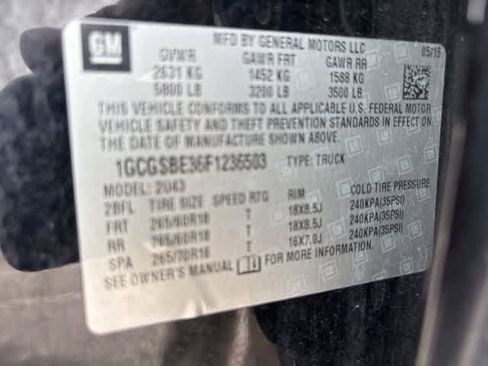 GM
MFD BY GENERAL MOTORS LLC 05/15
GVWR GAWR FRT GAWR RR
2631 KG 1452 KG 1588 KG
5800 LB 3200 LB 3500 LB
THIS VEHICLE CONFORMS TO ALL APPLICABLE U.S. FEDERAL MOTOR
VEHICLE SAFETY AND THEFT PREVENTION STANDARDS IN EFFECT ON
THE DATE OF MANUFACTURE SHOWN ABOVE.
1GCGSBE36F1236503 TYPE: TRUCK
MODEL:
2BFL TIRE SIZE SPEED RTG RIM COLD TIRE PRESSURE
FRT 265/60R18 T 18X8.5J 240KPA(35PSI)
RR 265/60R18 T 18X8.5J 240KPA(35PSI)
SPA 265/70R16 T 16X7.0J 240KPA(35PSI)
SEE OWNER'S MANUAL FOR MORE INFORMATION.